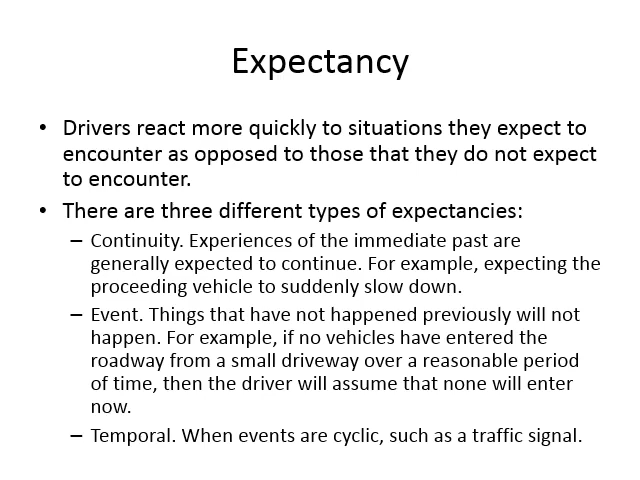 Expectancy
• Drivers react more quickly to situations they expect to
encounter as opposed to those that they do not expect
to encounter.
• There are three different types of expectancies:
– Continuity. Experiences of the immediate past are
generally expected to continue. For example, expecting the
proceeding vehicle to suddenly slow down.
– Event. Things that have not happened previously will not
happen. For example, if no vehicles have entered the
roadway from a small driveway over a reasonable period
of time, then the driver will assume that none will enter
now.
– Temporal. When events are cyclic, such as a traffic signal.